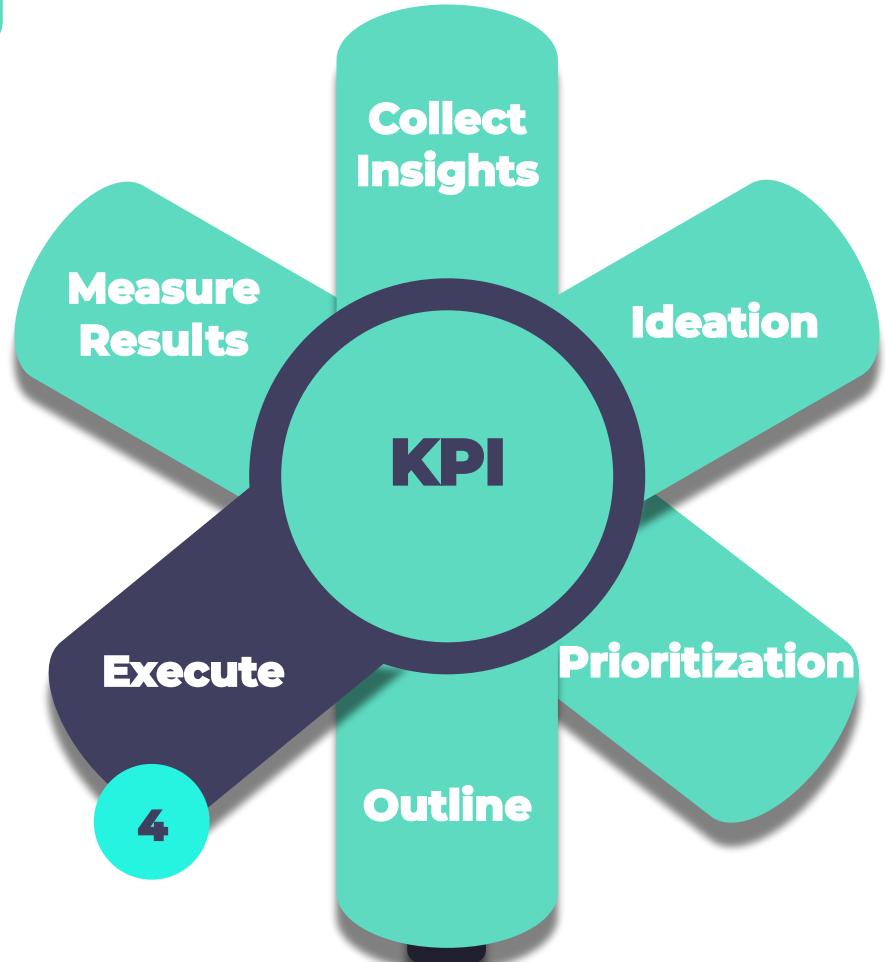 Collect
Insights
Measure
Results
Ideation
KPI
Execute
Prioritization
Outline
4